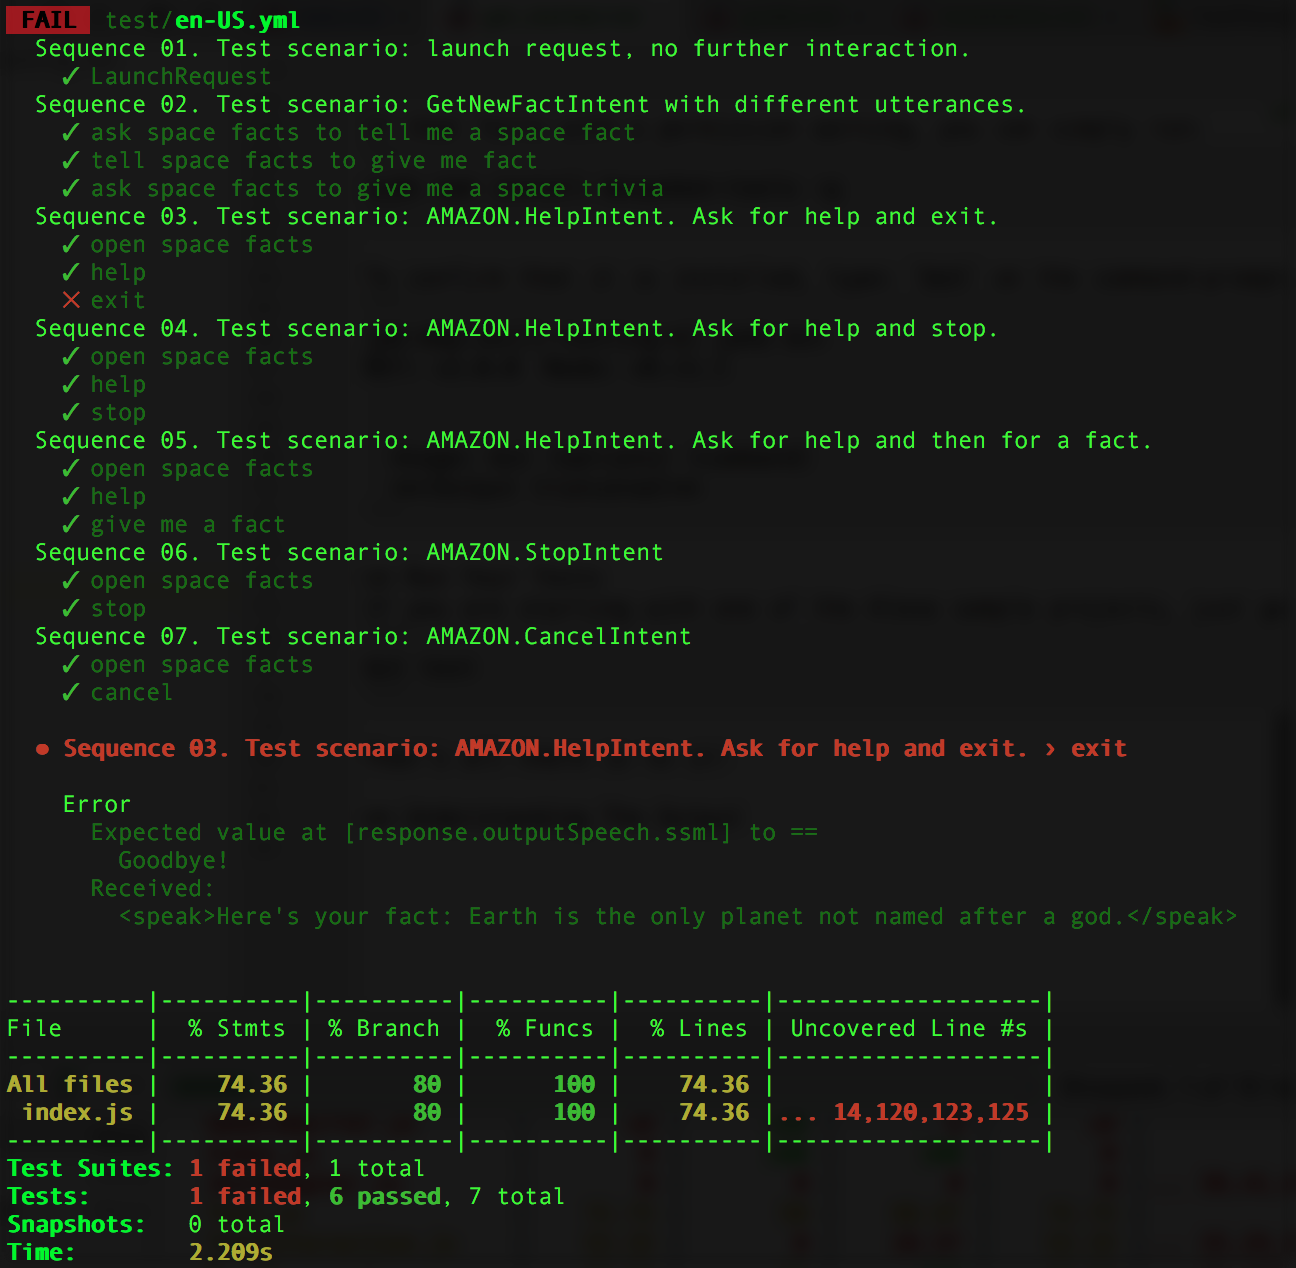 FAIL test/en-US.yml
Sequence 01. Test scenario: launch request, no further interaction.
✓ LaunchRequest
Sequence 02. Test scenario: GetNewFactIntent with different utterances.
✓ ask space facts to tell me a space fact
✓ tell space facts to give me fact
✓ ask space facts to give me a space trivia
Sequence 03. Test scenario: AMAZON.HelpIntent. Ask for help and exit.
✓ open space facts
✓ help
✕ exit
Sequence 04. Test scenario: AMAZON.HelpIntent. Ask for help and stop.
✓ open space facts
✓ help
✓ stop
Sequence 05. Test scenario: AMAZON.HelpIntent. Ask for help and then for a fact.
✓ open space facts
✓ help
✓ give me a fact
Sequence 06. Test scenario: AMAZON.StopIntent
✓ open space facts
✓ stop
Sequence 07. Test scenario: AMAZON.CancelIntent
✓ open space facts
✓ cancel
● Sequence 03. Test scenario: AMAZON.HelpIntent. Ask for help and exit. › exit
Error
Expected value at [response.outputSpeech.ssml] to ==
Goodbye!
Received:
<speak>Here's your fact: Earth is the only planet not named after a god.</speak>
----------|----------|----------|----------|----------|-------------------|
File | % Stmts | % Branch | % Funcs | % Lines | Uncovered Line #s |
----------|----------|----------|----------|----------|-------------------|
All files | 74.36 | 80 | 100 | 74.36 | |
index.js | 74.36 | 80 | 100 | 74.36 |... 14,120,123,125 |
----------|----------|----------|----------|----------|-------------------|
Test Suites: 1 failed, 1 total
Tests: 1 failed, 6 passed, 7 total
Snapshots: 0 total
Time: 2.209s